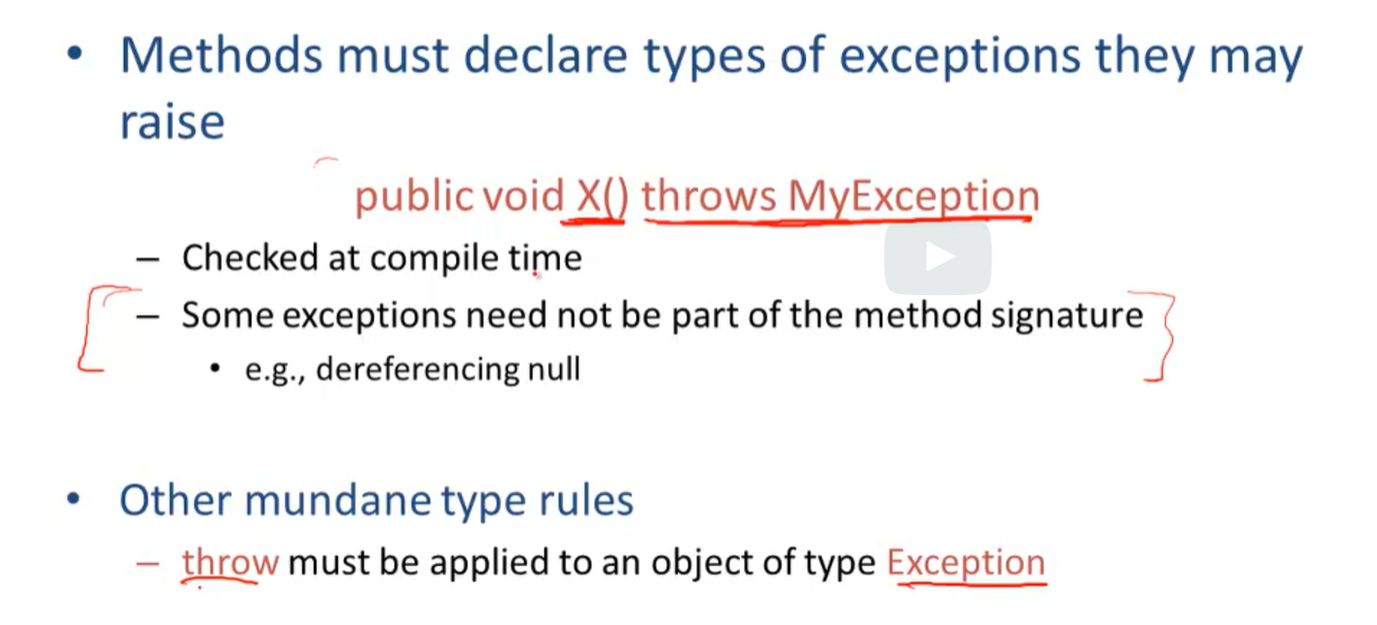 • Methods must declare types of exceptions they may
raise
public void X() throws MyException
– Checked at compile time
– Some exceptions need not be part of the method signature
• e.g., dereferencing null
• Other mundane type rules
– throw must be applied to an object of type Exception